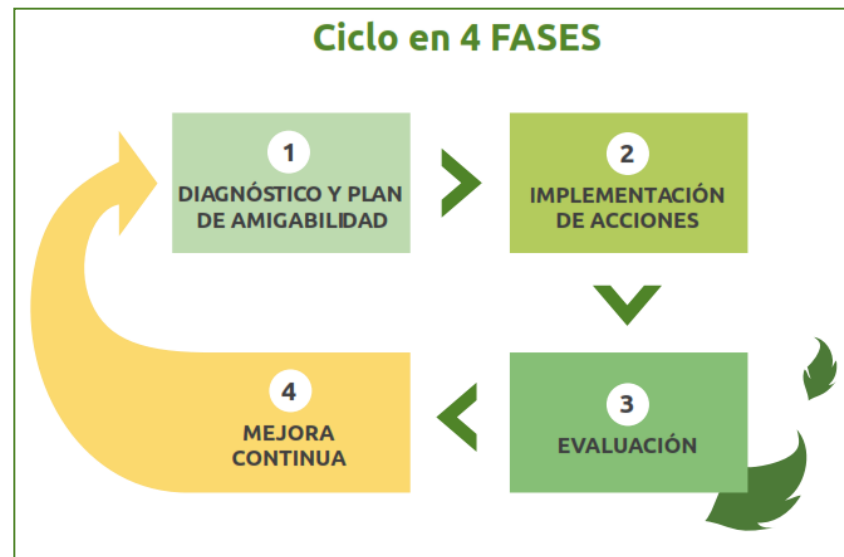 Ciclo en 4 FASES
1
DIAGNÓSTICO Y PLAN
DE AMIGABILIDAD
2
IMPLEMENTACIÓN
DE ACCIONES
3
EVALUACIÓN
4
MEJORA
CONTINUA